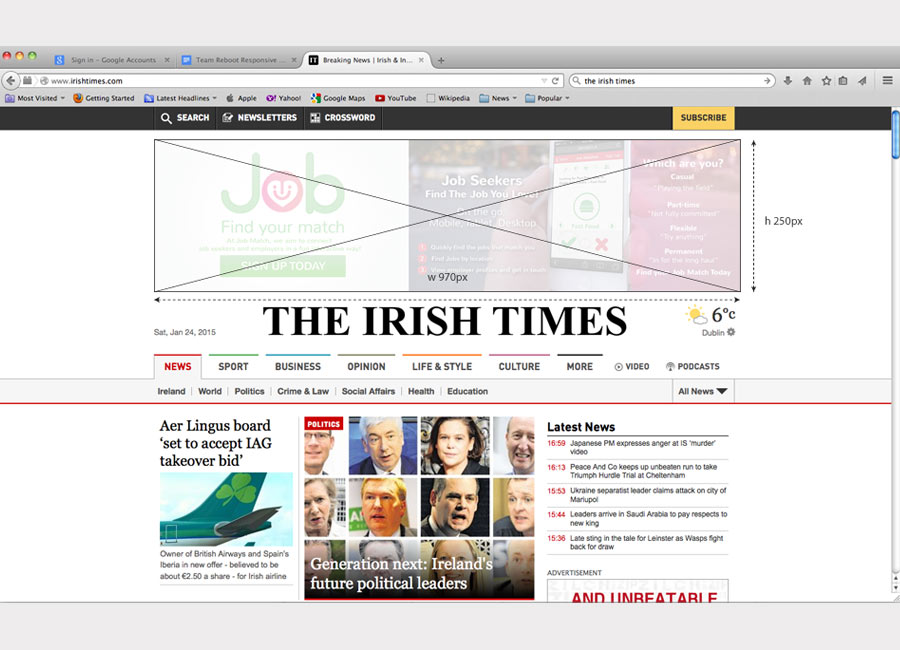 Sign in - Google Accounts
Team Reboot Responsive ...
IT Breaking News | Irish & In...
www.irishtimes.com
the irish times
Most Visited
Getting Started
Latest Headlines
Apple
Yahoo!
Google Maps
YouTube
Wikipedia
News
Popular
SEARCH
NEWSLETTERS
CROSSWORD
SUBSCRIBE
Job
Find your match
At Job Match, we aim to connect
job seekers and employers in a
SIGN UP TODAY
Job Seekers
Find The Job You Love!
On the go,
Mobile, Tablet, Desktop
1 Quickly find the jobs that match you
2 Find Jobs by location
3 View employer profiles and get in touch
Fast Food
Which are you?
Casual
"Playing the field"
Part-time
"Not fully committed"
Flexible
"Try anything"
Permanent
"In for the long haul"
Find your Job Match Today
w 970px
h 250px
Sat, Jan 24, 2015
THE IRISH TIMES
6°C
Dublin
NEWS
SPORT
BUSINESS
OPINION
LIFE & STYLE
CULTURE
MORE
VIDEO
PODCASTS
Ireland | World | Politics | Crime & Law | Social Affairs | Health | Education
All News
Aer Lingus board
‘set to accept IAG
takeover bid’
Owner of British Airways and Spain's
Iberia in new offer - believed to be
about €2.50 a share - for Irish airline
POLITICS
Generation next: Ireland's
future political leaders
Latest News
16:59 Japanese PM expresses anger at IS 'murder'
video
16:13 Peace And Co keeps up unbeaten run to take
Triumph Hurdle Trial at Cheltenham
15:53 Ukraine separatist leader claims attack on city of
Mariupol
15:44 Leaders arrive in Saudi Arabia to pay respects to
new king
15:36 Late sting in the tale for Leinster as Wasps fight
back for draw
ADVERTISEMENT
AND UNBEATABLE